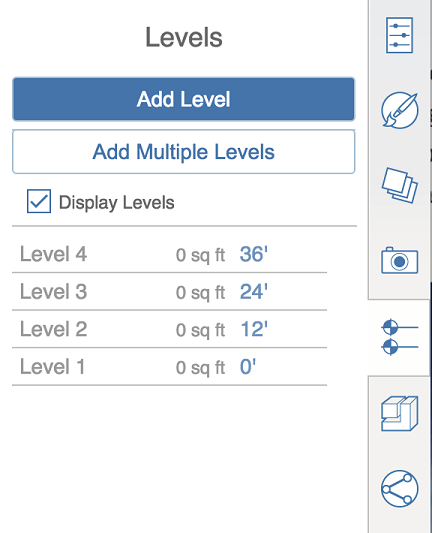 Levels
Add Level
Add Multiple Levels
Display Levels
Level 4 0 sq ft 36'
Level 3 0 sq ft 24'
Level 2 0 sq ft 12'
Level 1 0 sq ft 0'